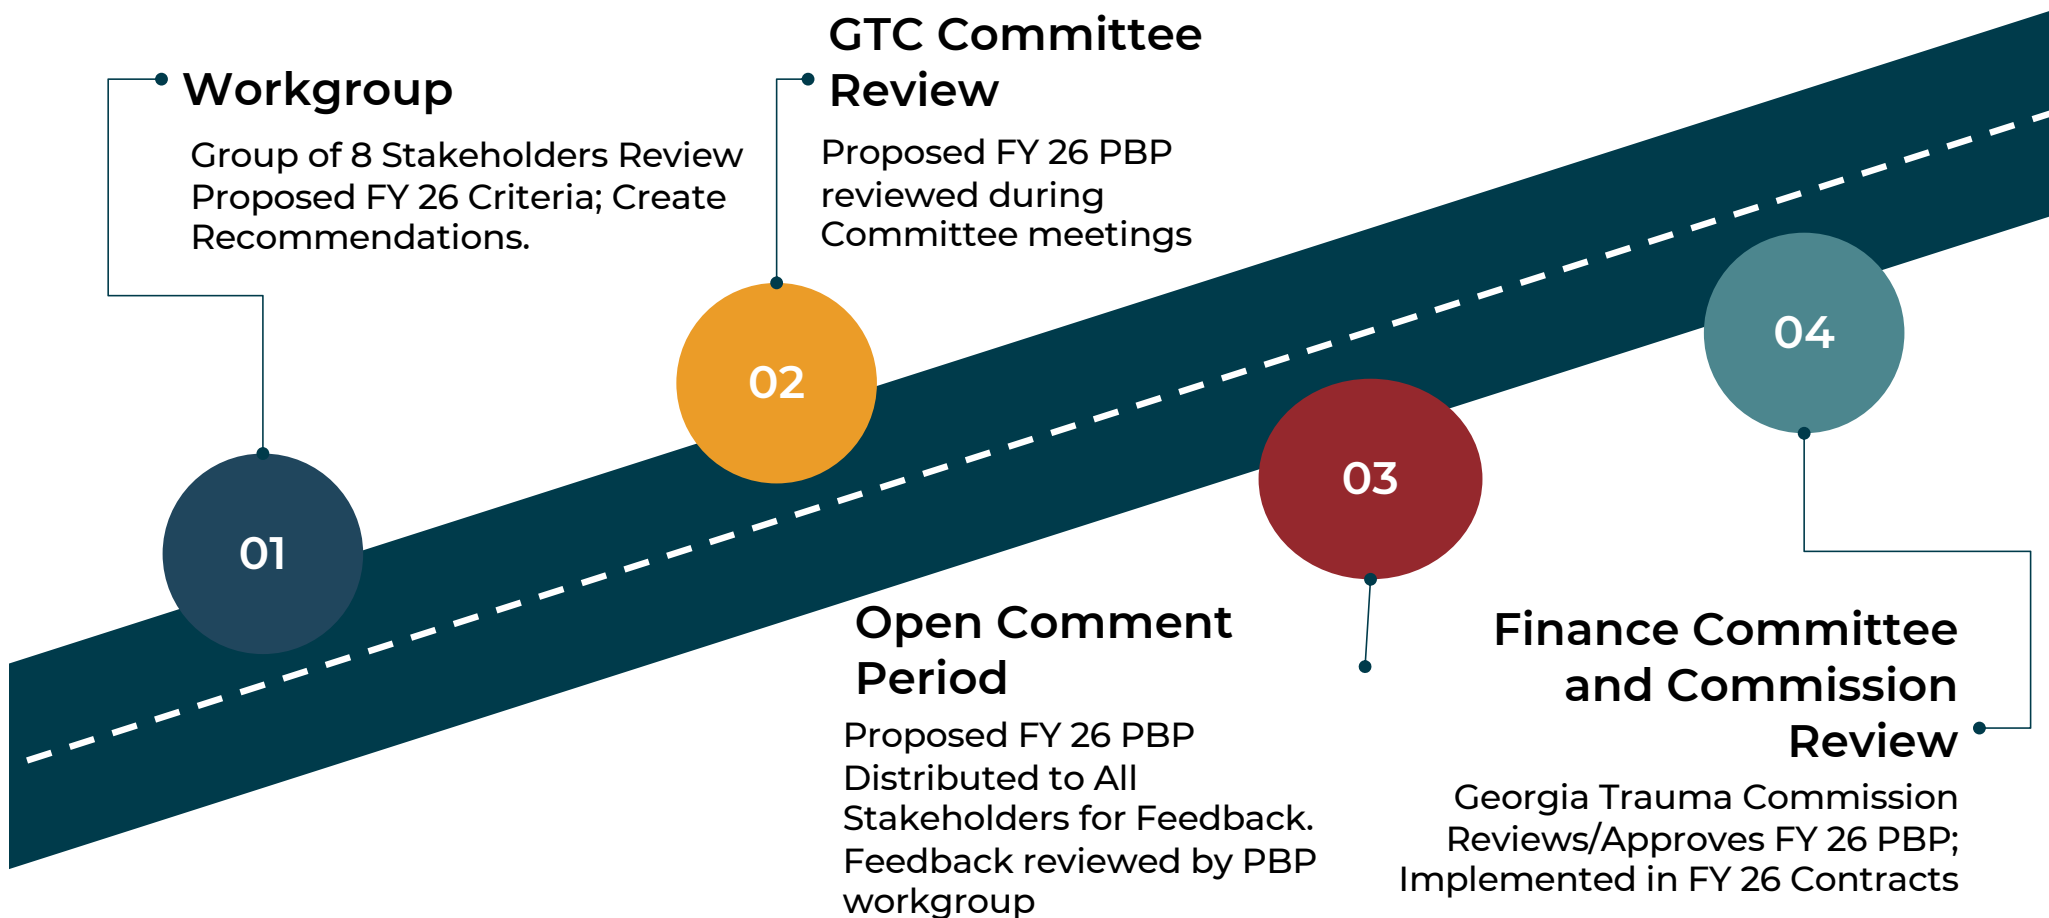 Workgroup
Group of 8 Stakeholders Review
Proposed FY 26 Criteria; Create
Recommendations.
01
GTC Committee
Review
Proposed FY 26 PBP
reviewed during
Committee meetings
02
03
Open Comment
Period
Proposed FY 26 PBP
Distributed to All
Stakeholders for Feedback.
Feedback reviewed by PBP
workgroup
04
Finance Committee
and Commission
Review
Georgia Trauma Commission
Reviews/Approves FY 26 PBP;
Implemented in FY 26 Contracts